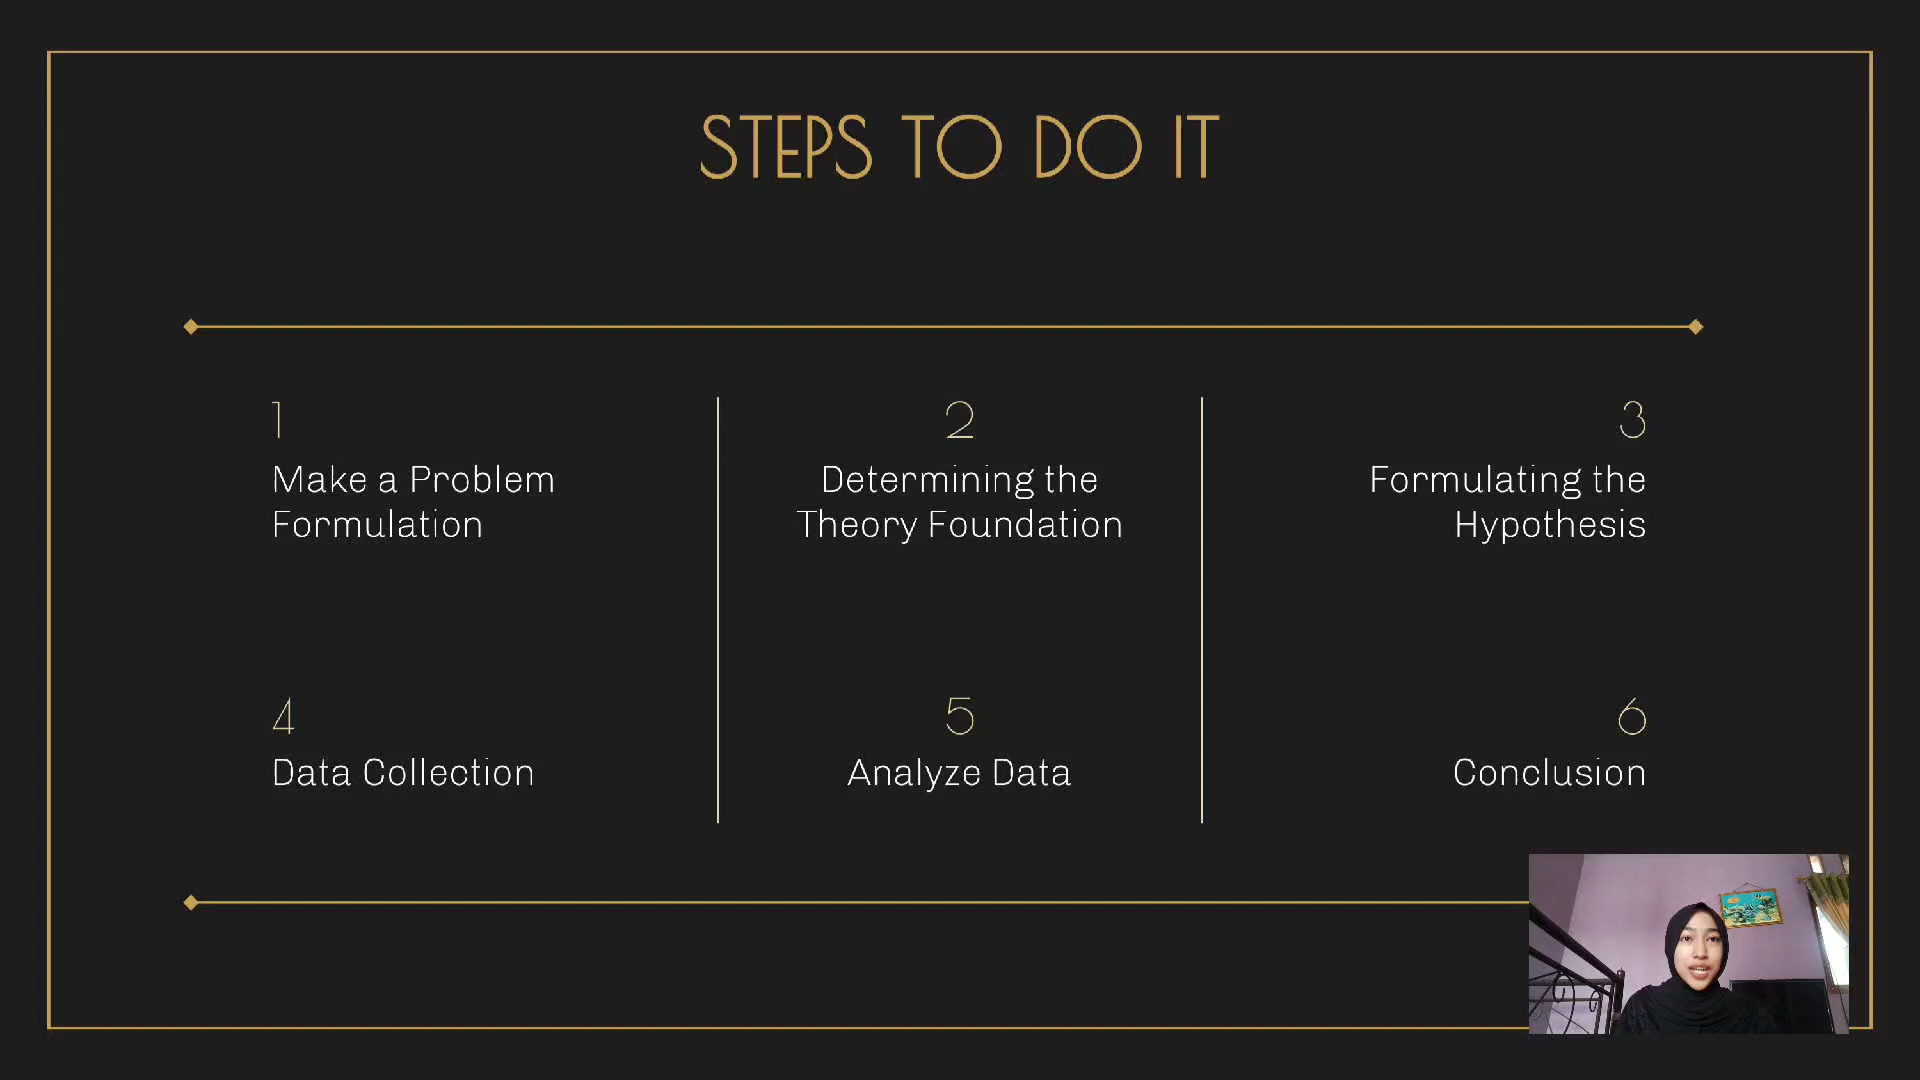 STEPS TO DO IT
1
Make a Problem
Formulation
2
Determining the
Theory Foundation
3
Formulating the
Hypothesis
4
Data Collection
5
Analyze Data
6
Conclusion